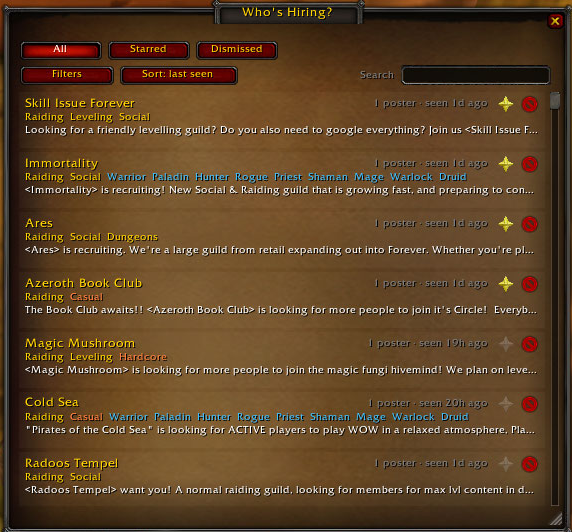 Who's Hiring?
All Starred Dismissed
Filters Sort: last seen Search
Skill Issue Forever 1 poster · seen 1d ago
Raiding Leveling Social
Looking for a friendly levelling guild? Do you also need to google everything? Join us <Skill Issue F...
Immortality 1 poster · seen 1d ago
Raiding Social Warrior Paladin Hunter Rogue Priest Shaman Mage Warlock Druid
<Immortality> is recruiting! New Social & Raiding guild that is growing fast, and preparing to con...
Ares 1 poster · seen 1d ago
Raiding Social Dungeons
<Ares> is recruiting. We're a large guild from retail expanding out into Forever. Whether you're pl...
Azeroth Book Club 1 poster · seen 1d ago
Raiding Casual
The Book Club awaits!! <Azeroth Book Club> is looking for more people to join it's Circle! Everyb...
Magic Mushroom 1 poster · seen 19h ago
Raiding Leveling Hardcore
<Magic Mushroom> is looking for more people to join the magic fungi hivemind! We plan on leve...
Cold Sea 1 poster · seen 20h ago
Raiding Casual Warrior Paladin Hunter Rogue Priest Shaman Mage Warlock Druid
"Pirates of the Cold Sea" is looking for ACTIVE players to play WOW in a relaxed atmosphere. Pla...
Radoos Tempel 1 poster · seen 1d ago
Raiding Social
<Radoos Tempel> want you! A normal raiding guild, looking for members for max lvl content in d...